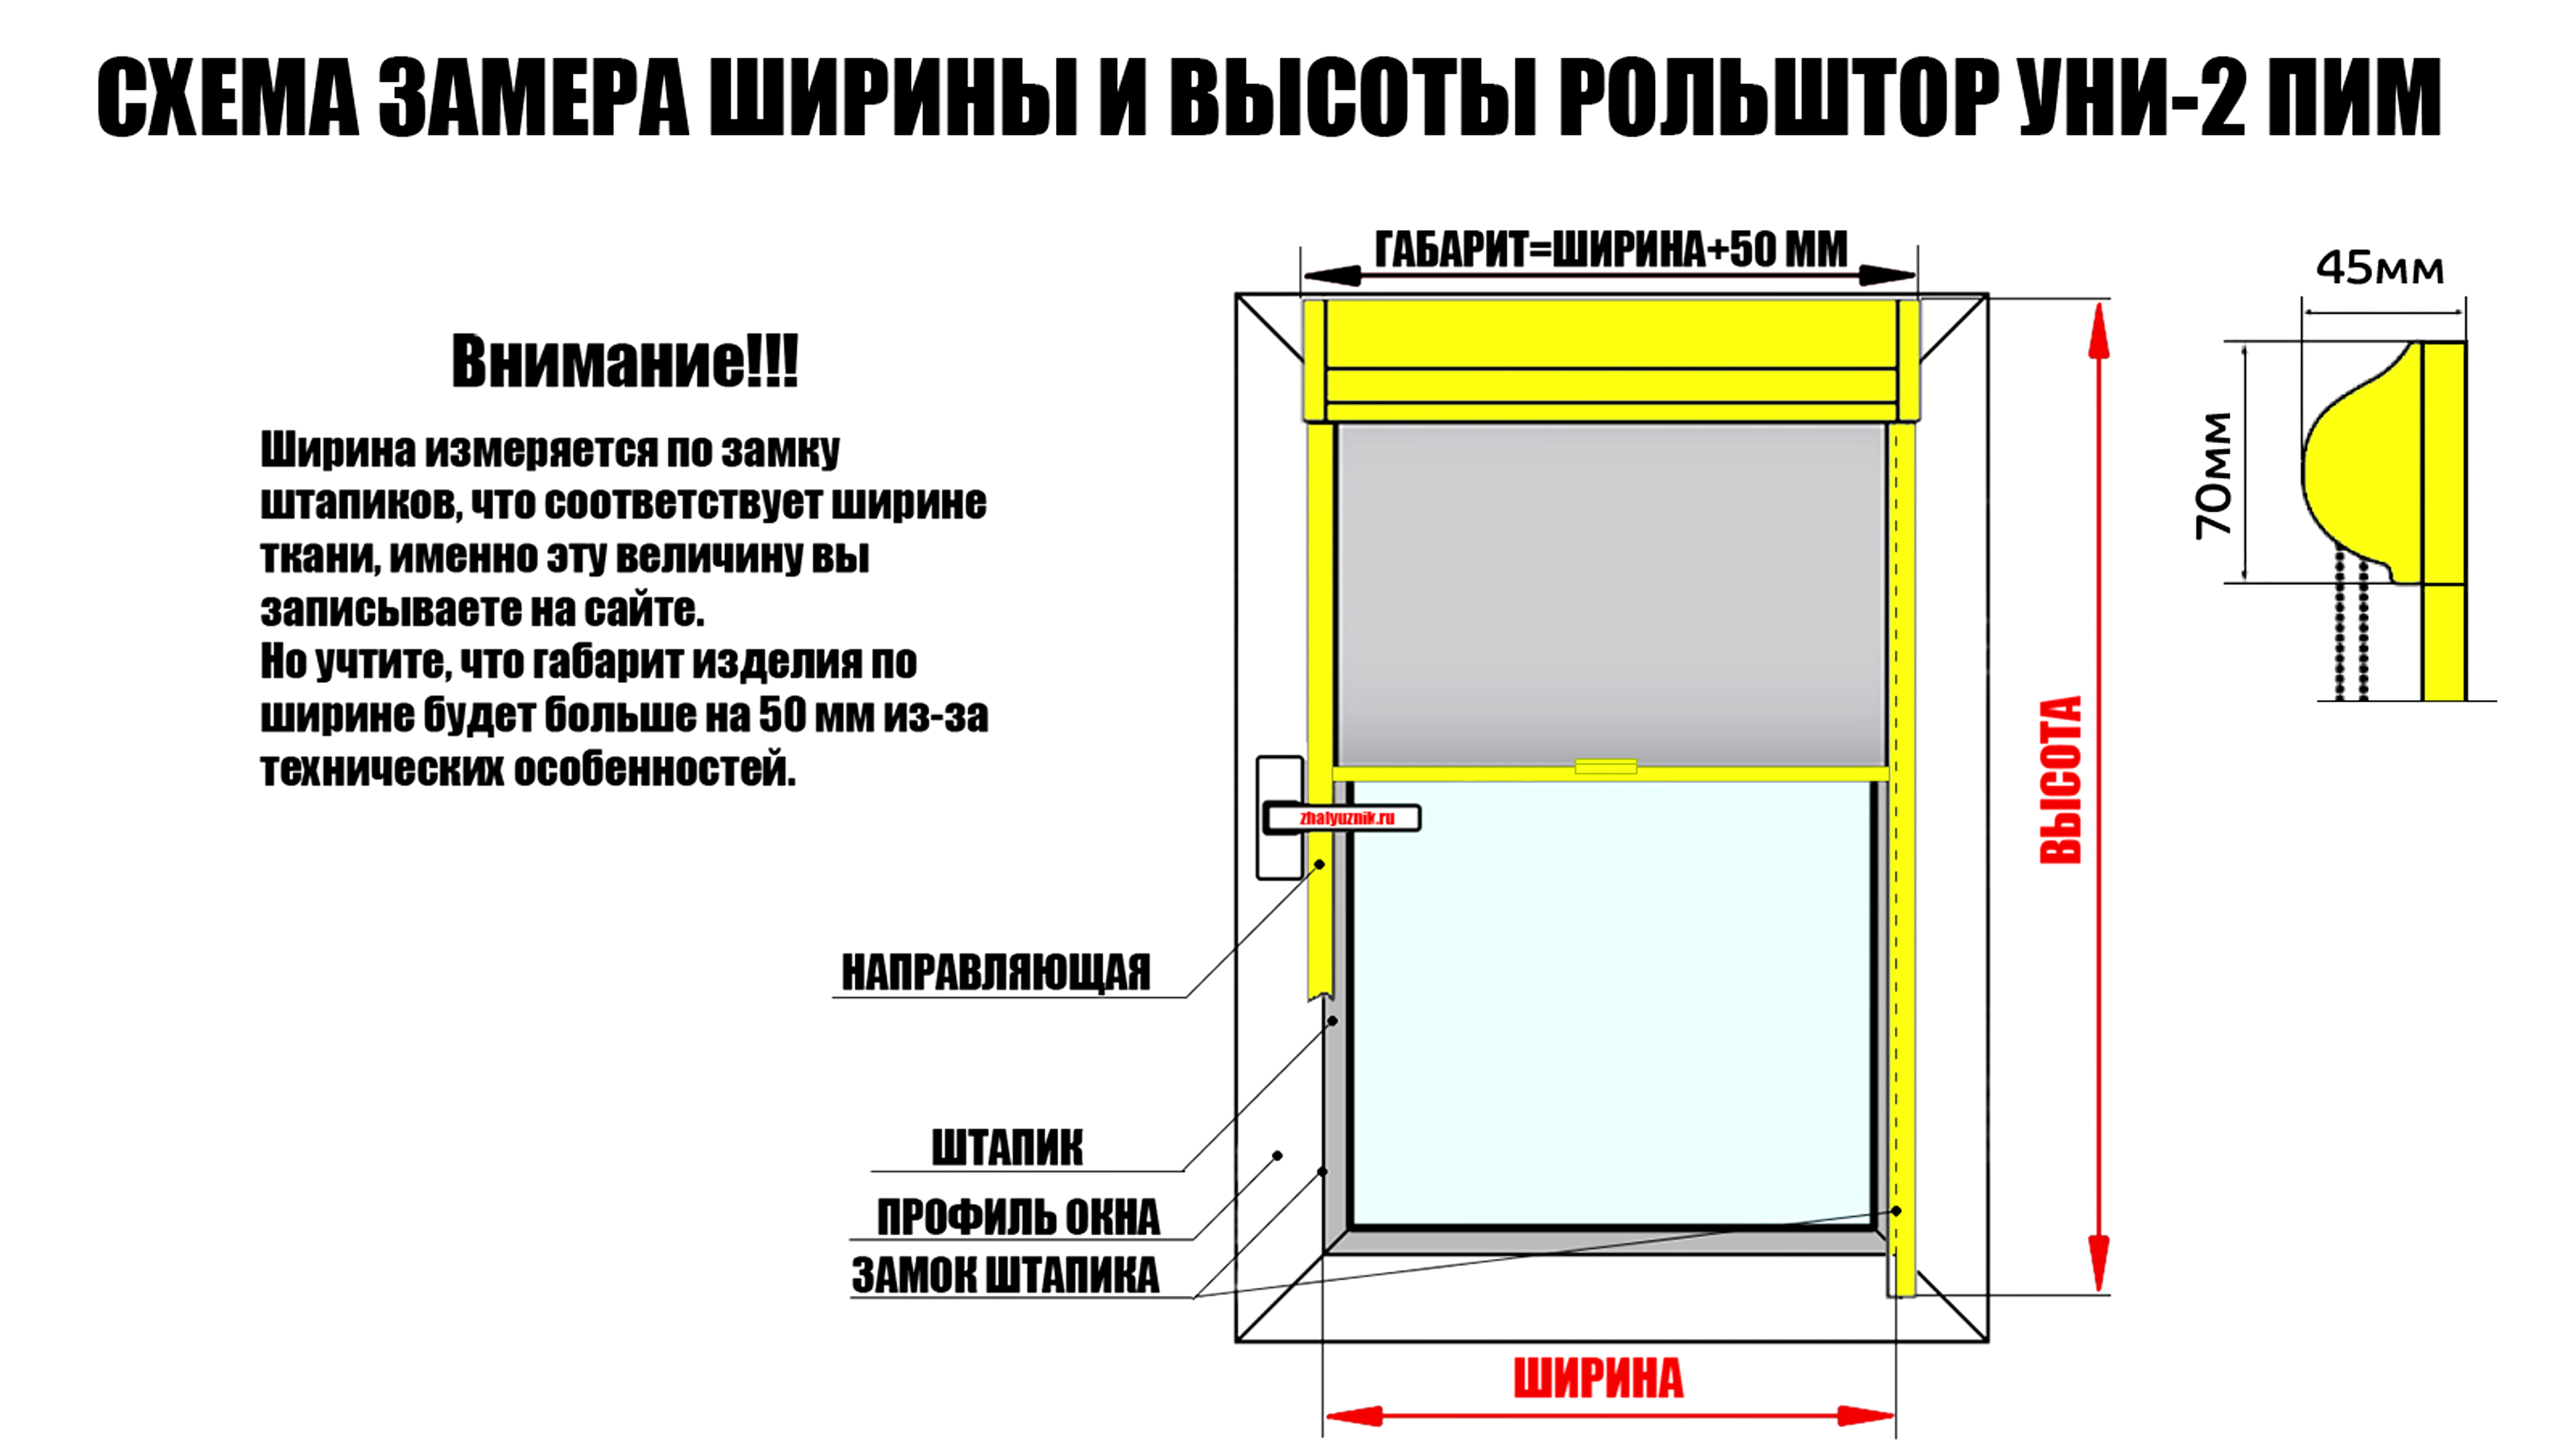 СХЕМА ЗАМЕРА ШИРИНЫ И ВЫСОТЫ РОЛЬШТОР УНИ-2 ПИМ
ГАБАРИТ=ШИРИНА+50 ММ
45мм
Внимание!!!
Ширина измеряется по замку
штапиков, что соответствует ширине
ткани, именно эту величину вы
записываете на сайте.
Но учтите, что габарит изделия по
ширине будет больше на 50 мм из-за
технических особенностей.
70мм
ВЫСОТА
zhalyuznik.ru
НАПРАВЛЯЮЩАЯ
ШТАПИК
ПРОФИЛЬ ОКНА
ЗАМОК ШТАПИКА
ШИРИНА